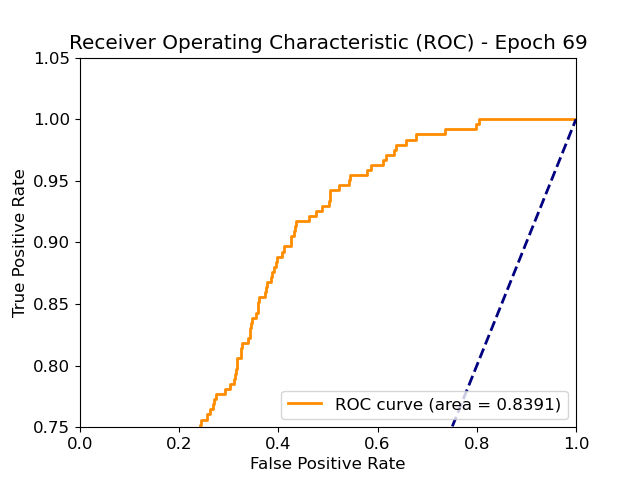 Receiver Operating Characteristic (ROC) - Epoch 69
1.05
1.00
0.95
0.90
0.85
0.80
0.75
True Positive Rate
ROC curve (area = 0.8391)
0.0 0.2 0.4 0.6 0.8 1.0
False Positive Rate